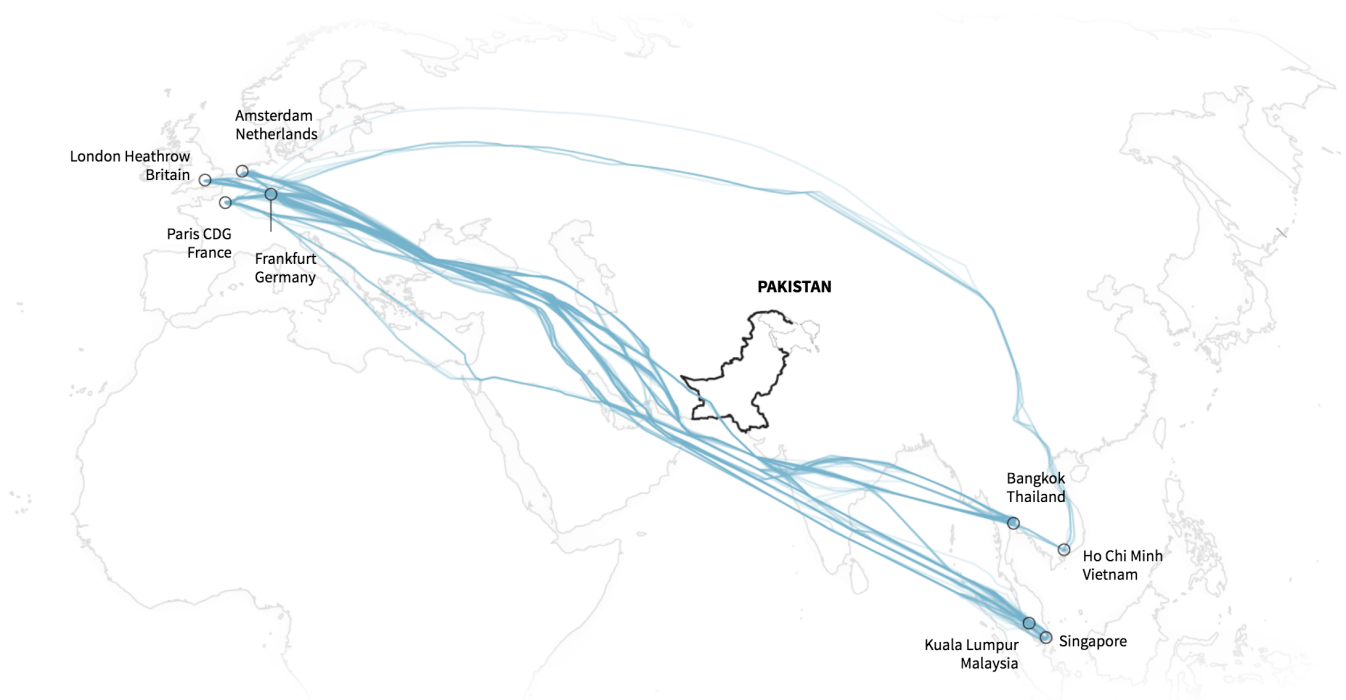 Amsterdam
Netherlands
London Heathrow
Britain
Paris CDG
France
Frankfurt
Germany
PAKISTAN
Bangkok
Thailand
Ho Chi Minh
Vietnam
Kuala Lumpur
Malaysia
Singapore